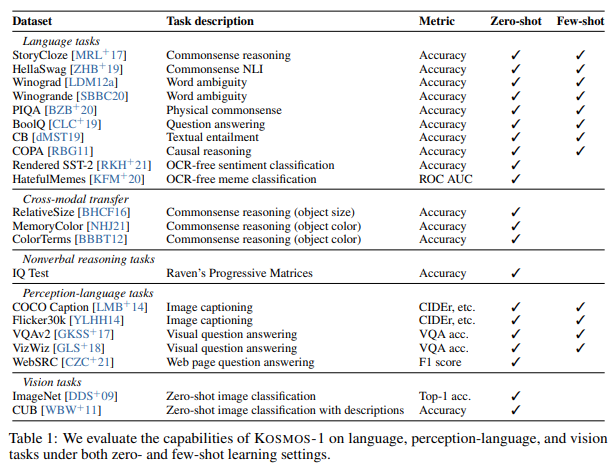 Dataset Task description Metric Zero-shot Few-shot
Language tasks
StoryCloze [MRL+17] Commonsense reasoning Accuracy ✓ ✓
HellaSwag [ZHB+19] Commonsense NLI Accuracy ✓ ✓
Winograd [LDM12a] Word ambiguity Accuracy ✓ ✓
Winogrande [SBBC20] Word ambiguity Accuracy ✓ ✓
PIQA [BZB+20] Physical commonsense Accuracy ✓ ✓
BoolQ [CLC+19] Question answering Accuracy ✓ ✓
CB [dMST19] Textual entailment Accuracy ✓ ✓
COPA [RBG11] Causal reasoning Accuracy ✓ ✓
Rendered SST-2 [RKH+21] OCR-free sentiment classification Accuracy ✓
HatefulMemes [KFM+20] OCR-free meme classification ROC AUC ✓
Cross-modal transfer
RelativeSize [BHCF16] Commonsense reasoning (object size) Accuracy ✓
MemoryColor [NHJ21] Commonsense reasoning (object color) Accuracy ✓
ColorTerms [BBBT12] Commonsense reasoning (object color) Accuracy ✓
Nonverbal reasoning tasks
IQ Test Raven's Progressive Matrices Accuracy ✓
Perception-language tasks
COCO Caption [LMB+14] Image captioning CIDEr, etc. ✓ ✓
Flicker30k [YLHH14] Image captioning CIDEr, etc. ✓ ✓
VQAv2 [GKSS+17] Visual question answering VQA acc. ✓ ✓
VizWiz [GLS+18] Visual question answering VQA acc. ✓ ✓
WebSRC [CZC+21] Web page question answering F1 score ✓
Vision tasks
ImageNet [DDS+09] Zero-shot image classification Top-1 acc. ✓
CUB [WBW+11] Zero-shot image classification with descriptions Accuracy ✓
Table 1: We evaluate the capabilities of KOSMOS-1 on language, perception-language, and vision
tasks under both zero- and few-shot learning settings.